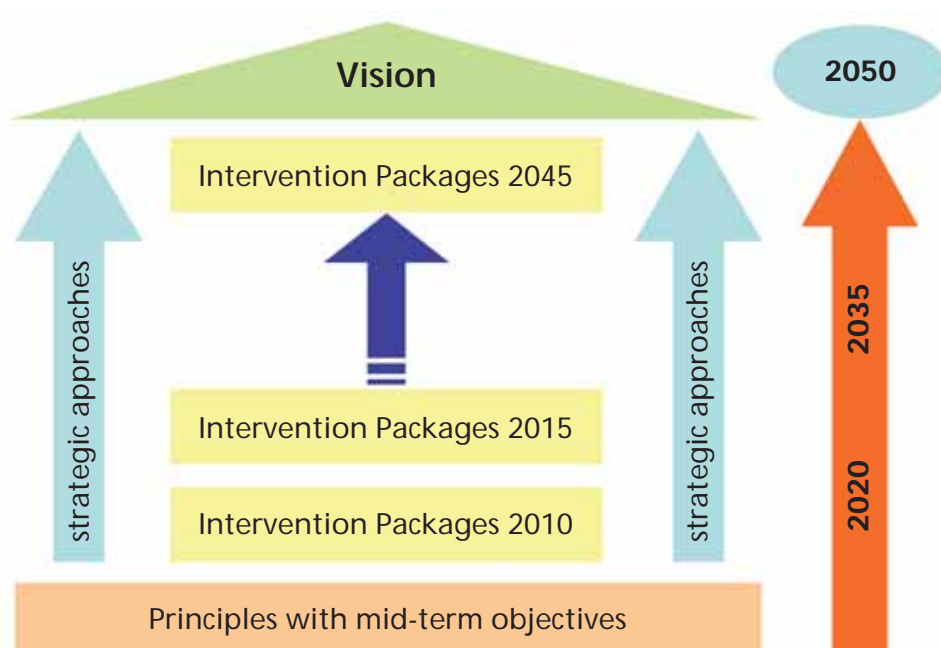 Vision
2050
Intervention Packages 2045
strategic approaches
strategic approaches
2035
Intervention Packages 2015
Intervention Packages 2010
2020
Principles with mid-term objectives